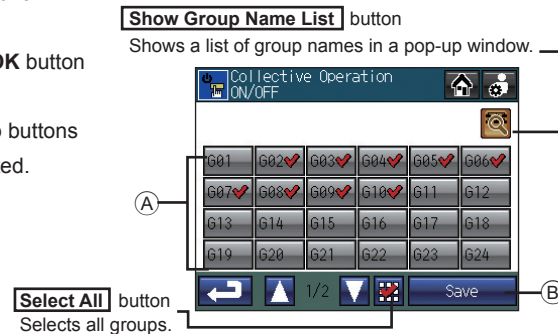 Show Group Name List button
Shows a list of group names in a pop-up window.
OK button
buttons
ed.
Collective Operation
ON/OFF
G01 G02 G03 G04 G05 G06
G07 G08 G09 G10 G11 G12
G13 G14 G15 G16 G17 G18
G19 G20 G21 G22 G23 G24
1/2 Save
A
B
Select All button
Selects all groups.